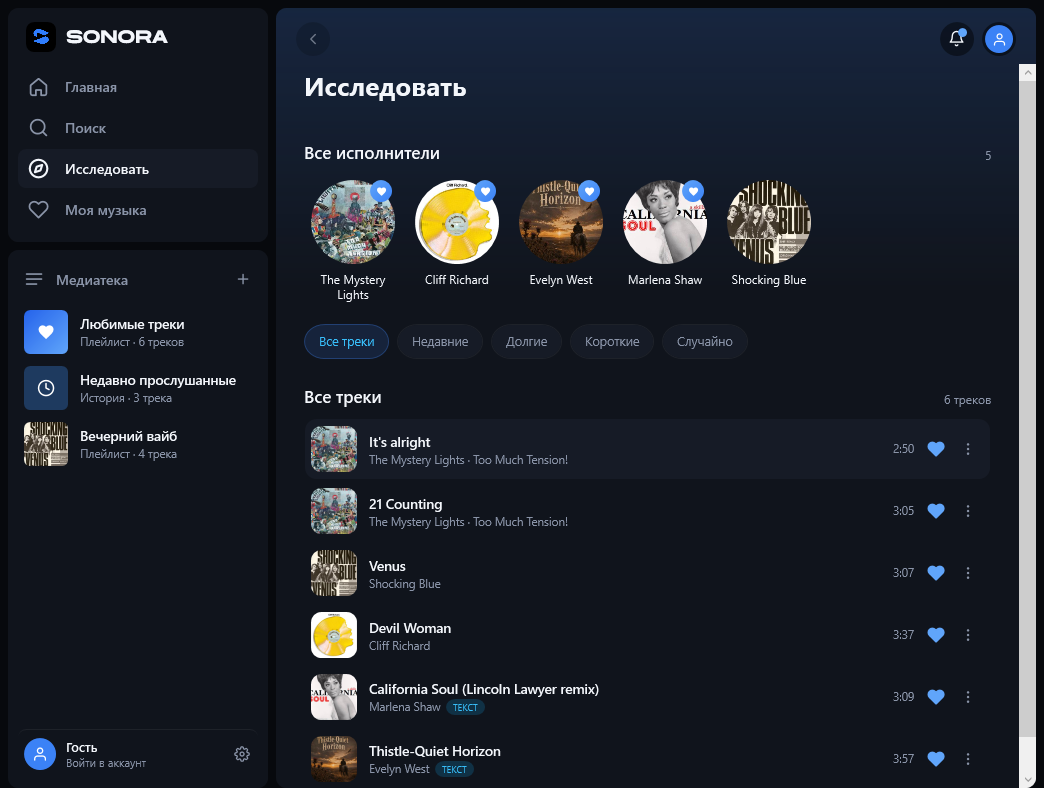 SONORA
Главная
Поиск
Исследовать
Моя музыка
Медиатека
Любимые треки
Плейлист · 6 треков
Недавно прослушанные
История · 3 трека
Вечерний вайб
Плейлист · 4 трека
Гость
Войти в аккаунт
Исследовать
Все исполнители
5
The Mystery Lights
Cliff Richard
Evelyn West
Marlena Shaw
Shocking Blue
Все треки
Недавние
Долгие
Короткие
Случайно
Все треки
6 треков
It's alright
The Mystery Lights · Too Much Tension!
2:50
21 Counting
The Mystery Lights · Too Much Tension!
3:05
Venus
Shocking Blue
3:07
Devil Woman
Cliff Richard
3:37
California Soul (Lincoln Lawyer remix)
Marlena Shaw ТЕКСТ
3:09
Thistle-Quiet Horizon
Evelyn West ТЕКСТ
3:57